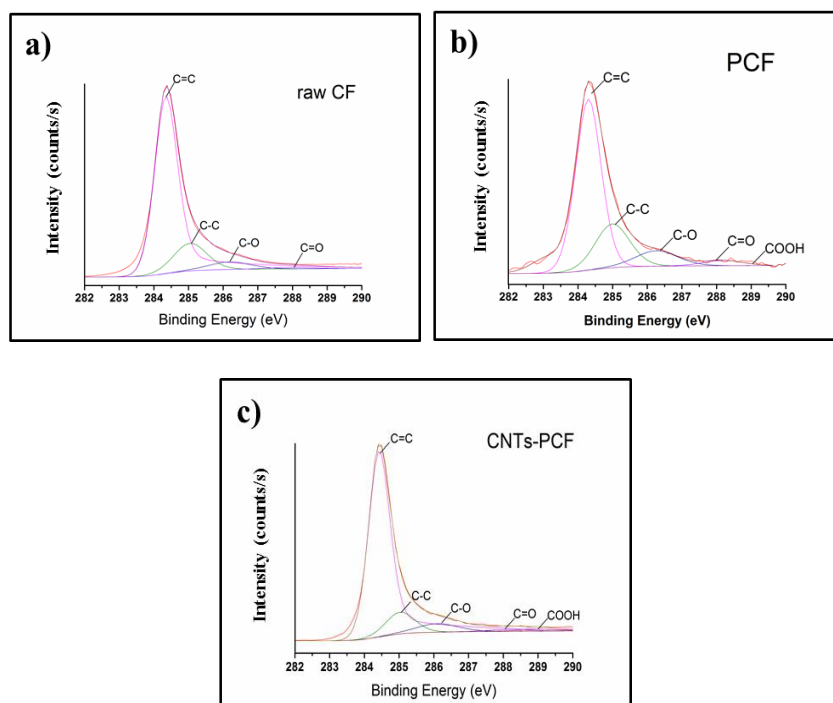 a)
raw CF
C=C
C-C
C-O
C=O
Intensity (counts/s)
282 283 284 285 286 287 288 289 290
Binding Energy (eV)
b)
PCF
C=C
C-C
C-O
C=O
COOH
Intensity (counts/s)
282 283 284 285 286 287 288 289 290
Binding Energy (eV)
c)
CNTs-PCF
C=C
C-C
C-O
C=O
COOH
Intensity (counts/s)
282 283 284 285 286 287 288 289 290
Binding Energy (eV)